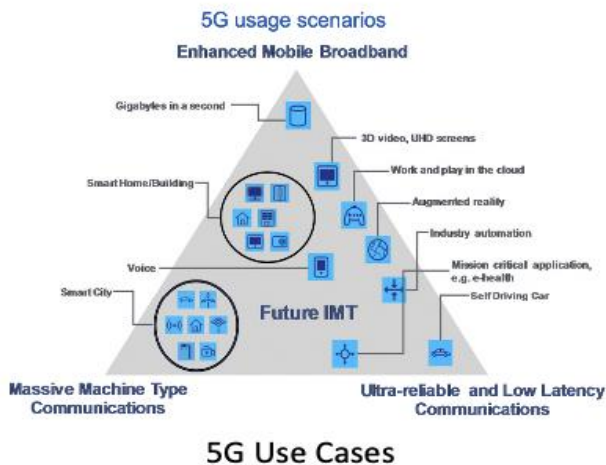 5G usage scenarios
Enhanced Mobile Broadband
Gigabytes in a second
3D video, UHD screens
Smart Home/Building
Work and play in the cloud
Augmented reality
Industry automation
Voice
Mission critical application,
e.g. e-health
Smart City
Self Driving Car
Future IMT
Massive Machine Type
Communications
Ultra-reliable and Low Latency
Communications
5G Use Cases